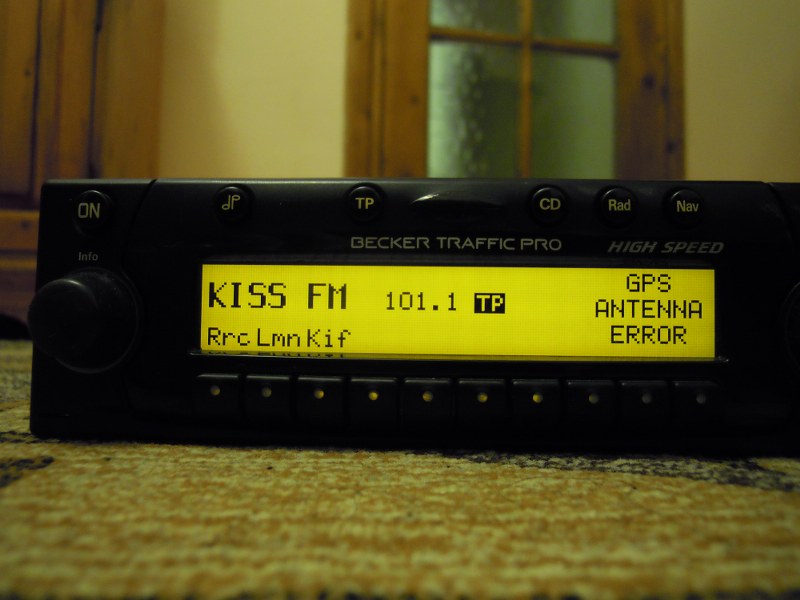 ON
TP
CD
Rad
Nav
Info
BECKER TRAFFIC PRO
HIGH SPEED
KISS FM 101.1 TP
Rrc Lmn Kif
GPS
ANTENNA
ERROR